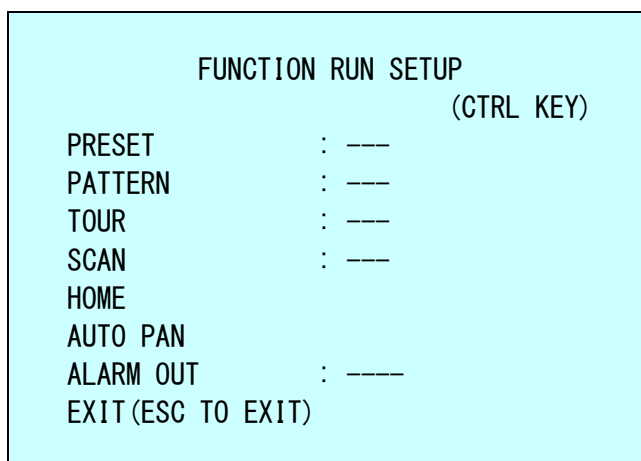 FUNCTION RUN SETUP
(CTRL KEY)
PRESET : ---
PATTERN : ---
TOUR : ---
SCAN : ---
HOME
AUTO PAN
ALARM OUT : ----
EXIT(ESC TO EXIT)